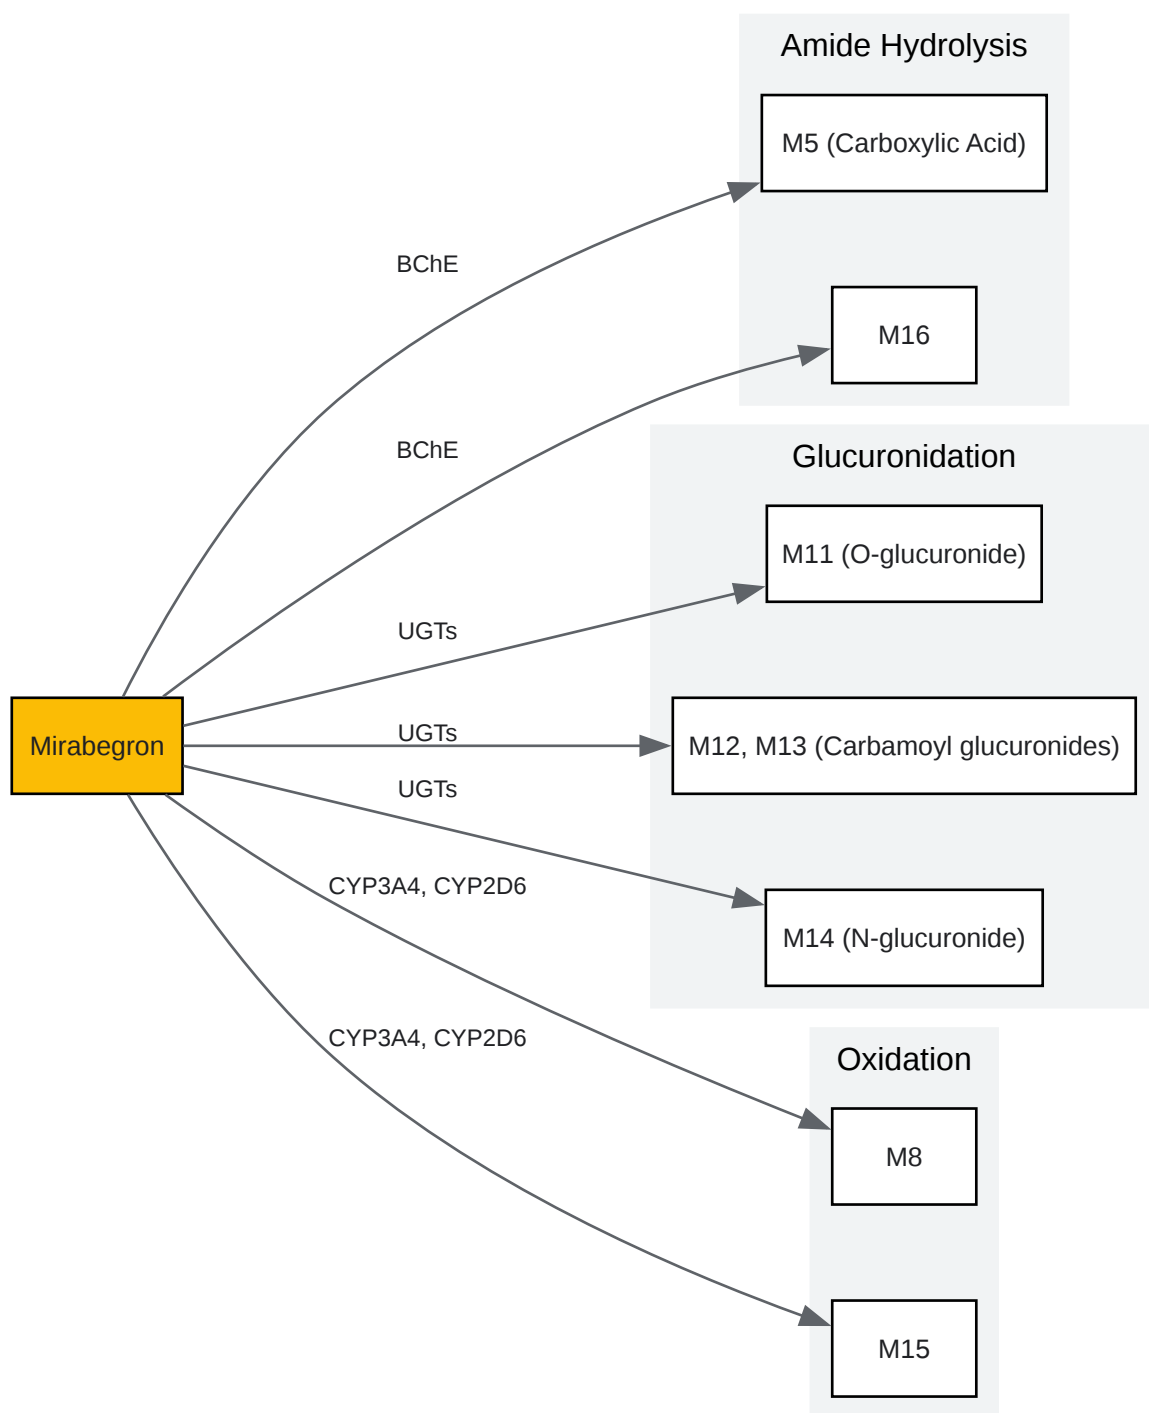 Amide Hydrolysis
M5 (Carboxylic Acid)
BChE
M16
BChE
Glucuronidation
M11 (O-glucuronide)
UGTs
Mirabegron
UGTs
M12, M13 (Carbamoyl glucuronides)
UGTs
CYP3A4, CYP2D6
M14 (N-glucuronide)
CYP3A4, CYP2D6
Oxidation
M8
M15